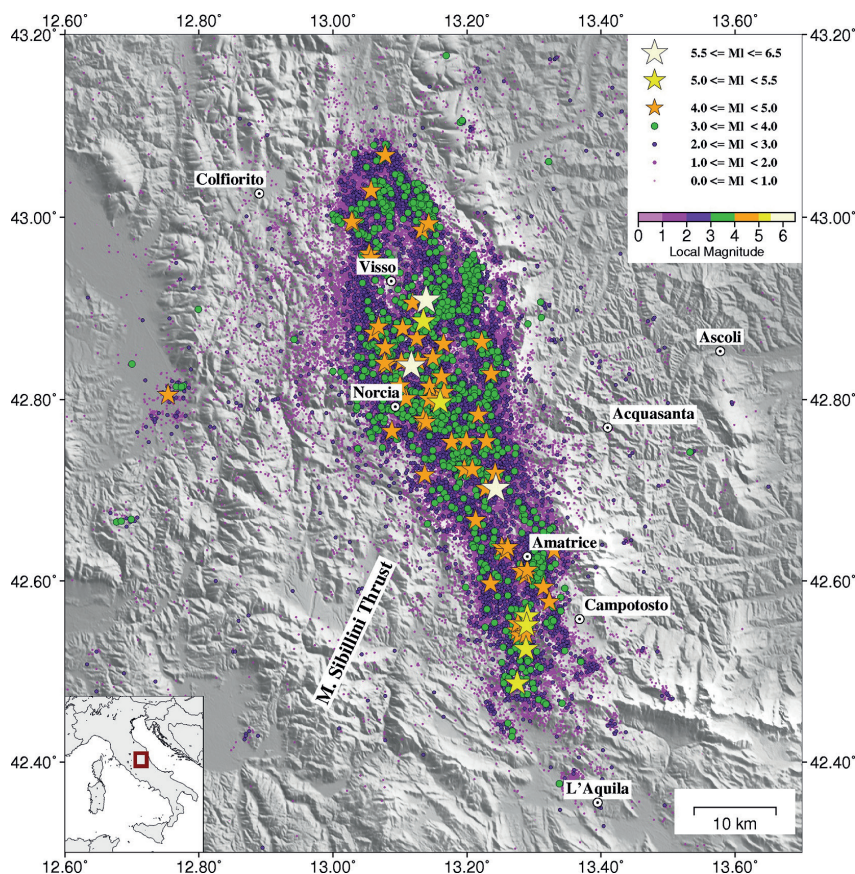 12.60° 12.80° 13.00° 13.20° 13.40° 13.60°
43.20° 43.20°
5.5 <= Ml <= 6.5
5.0 <= Ml < 5.5
4.0 <= Ml < 5.0
3.0 <= Ml < 4.0
2.0 <= Ml < 3.0
1.0 <= Ml < 2.0
0.0 <= Ml < 1.0
0 1 2 3 4 5 6
Local Magnitude
Colfiorito
43.00° 43.00°
Visso
Ascoli
Norcia
42.80° 42.80°
Acquasanta
Amatrice
42.60° 42.60°
Campotosto
M. Sibillini Thrust
42.40° 42.40°
L'Aquila
10 km
42.20° 42.20°
12.60° 12.80° 13.00° 13.20° 13.40° 13.60°